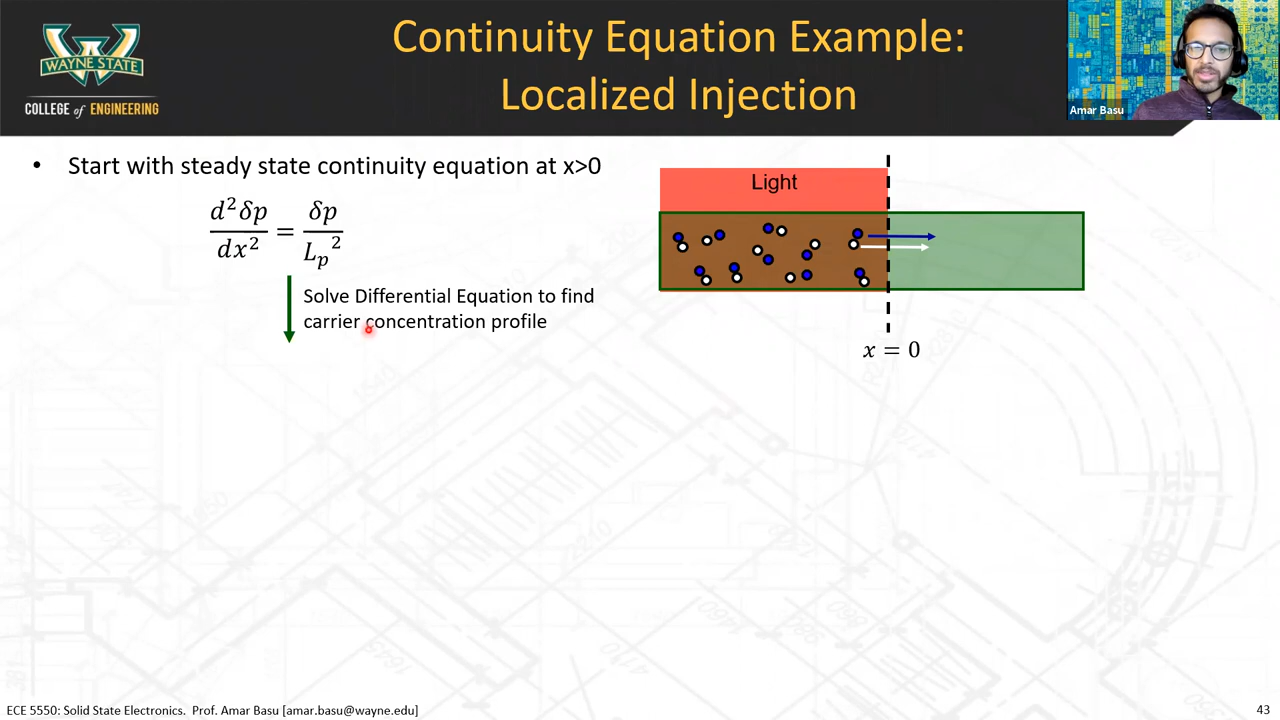 WAYNE STATE
COLLEGE of ENGINEERING
Continuity Equation Example:
Localized Injection
Amar Basu
• Start with steady state continuity equation at x>0
d²δp/dx² = δp/Lₚ²
Solve Differential Equation to find
carrier concentration profile
Light
x = 0
ECE 5550: Solid State Electronics. Prof. Amar Basu [amar.basu@wayne.edu]
43